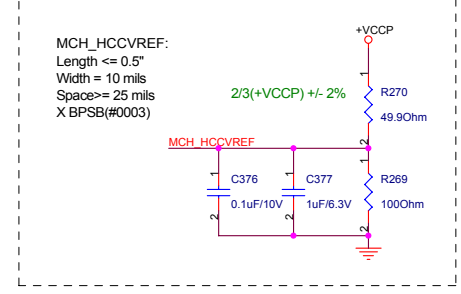 +VCCP
MCH_HCCVREF:
Length <= 0.5"
Width = 10 mils
Space>= 25 mils
X BPSB(#0003)
2/3(+VCCP) +/- 2%
1
R270
49.9Ohm
2
MCH_HCCVREF
1
C376
0.1uF/10V
2
1
C377
1uF/6.3V
2
1
R269
100Ohm
2